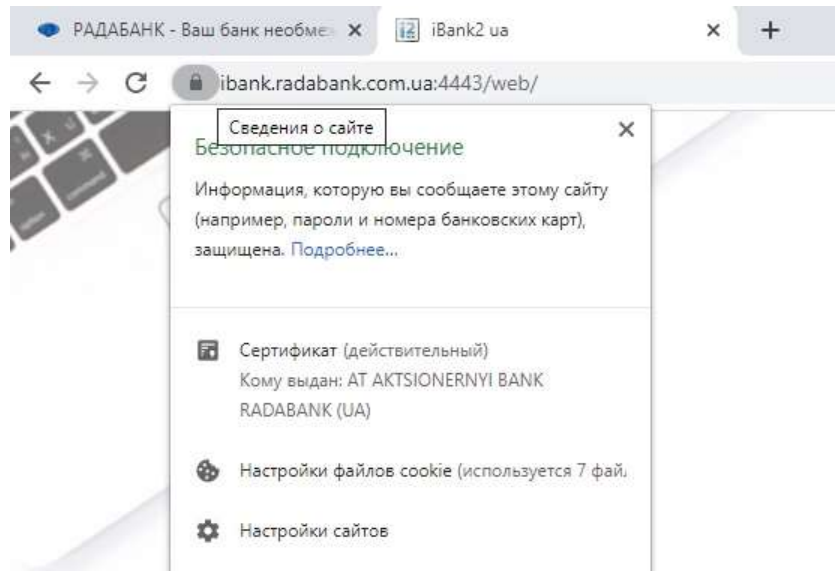 РАДАБАНК - Ваш банк необме
iBank2 ua
ibank.radabank.com.ua:4443/web/
Сведения о сайте
Безопасное подключение
Информация, которую вы сообщаете этому сайту
(например, пароли и номера банковских карт),
защищена. Подробнее...
Сертификат (действительный)
Кому выдан: AT AKTSIONERNYI BANK
RADABANK (UA)
Настройки файлов cookie (используется 7 фай
Настройки сайтов